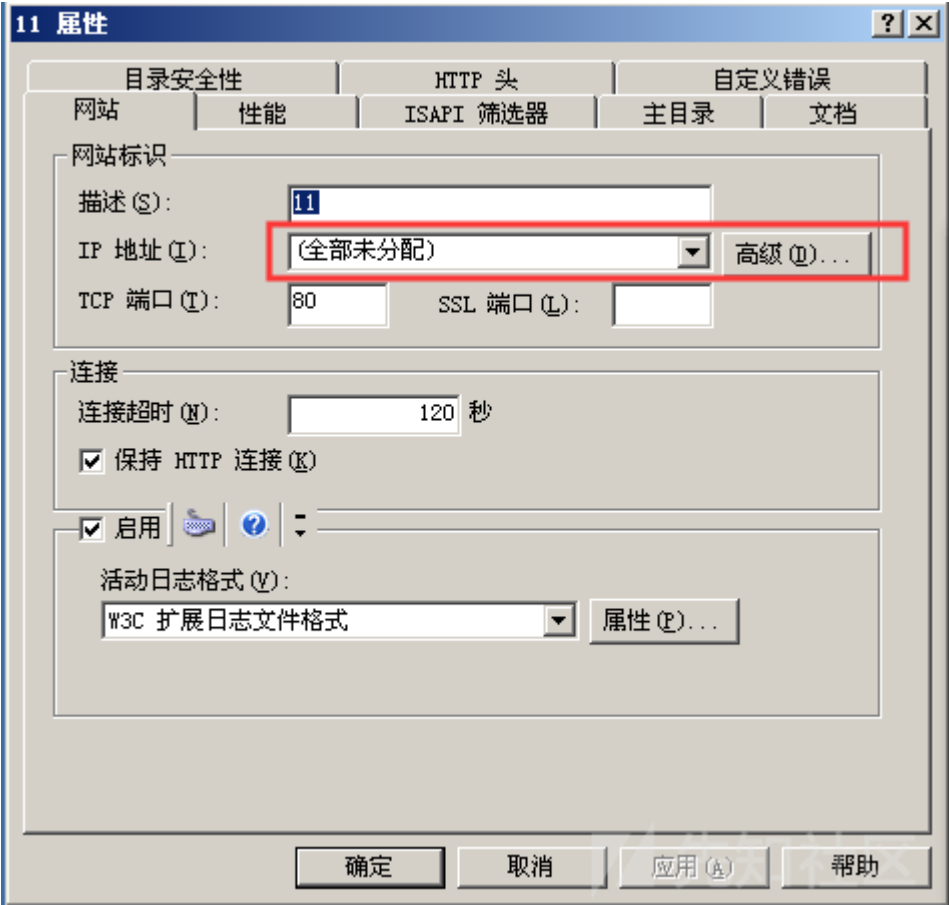 11 属性
目录安全性 HTTP 头 自定义错误
网站 性能 ISAPI 筛选器 主目录 文档
网站标识
描述(S): 11
IP 地址(I): (全部未分配) 高级(D)...
TCP 端口(T): 80 SSL 端口(L):
连接
连接超时(N): 120 秒
保持 HTTP 连接(K)
启用
活动日志格式(V):
W3C 扩展日志文件格式 属性(P)...
确定 取消 应用(A) 帮助
先知社区